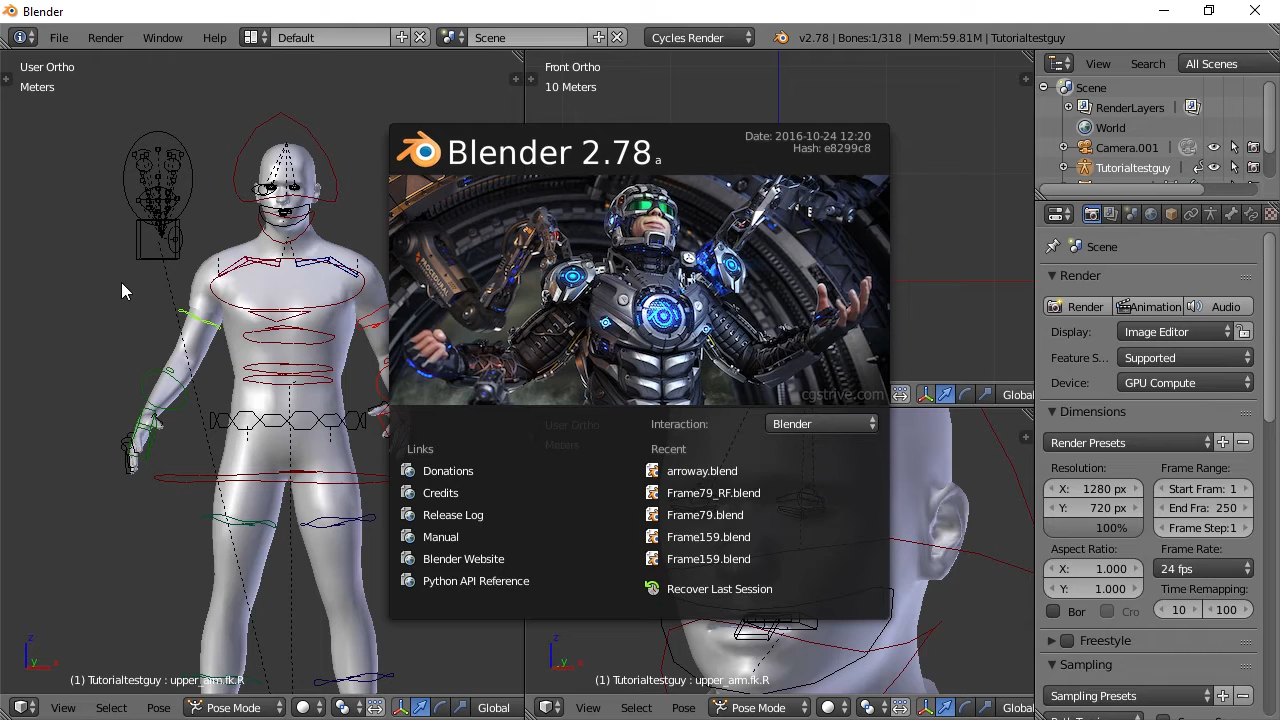 Blender
File Render Window Help Default Scene Cycles Render v2.78 | Bones:1/318 | Mem:59.81M | Tutorialtestguy
User Ortho
Meters
Front Ortho
10 Meters
View Search All Scenes
Scene
RenderLayers
World
Camera.001
Tutorialtestguy
Blender 2.78 a
Date: 2016-10-24 12:20
Hash: e8299c8
NOCTURNAL
cgstrive.com
Interaction: Blender
User Ortho
Meters
Links
Donations
Credits
Release Log
Manual
Blender Website
Python API Reference
Recent
arroway.blend
Frame79_RF.blend
Frame79.blend
Frame159.blend
Frame159.blend
Recover Last Session
Global
Scene
Render
Render Animation Audio
Display: Image Editor
Feature S... Supported
Device: GPU Compute
Dimensions
Render Presets
Resolution: Frame Range:
X: 1280 px Start Fram: 1
Y: 720 px End Fra: 250
100% Frame Step:1
Aspect Ratio: Frame Rate:
X: 1.000 24 fps
Y: 1.000 Time Remapping:
Bor Cro 10 100
Freestyle
Sampling
Sampling Presets
z
y x
(1) Tutorialtestguy : upper_arm.fk.R
z
y x
(1) Tutorialtestguy : upper_arm.fk.R
View Select Pose Pose Mode Global
View Select Pose Pose Mode Global